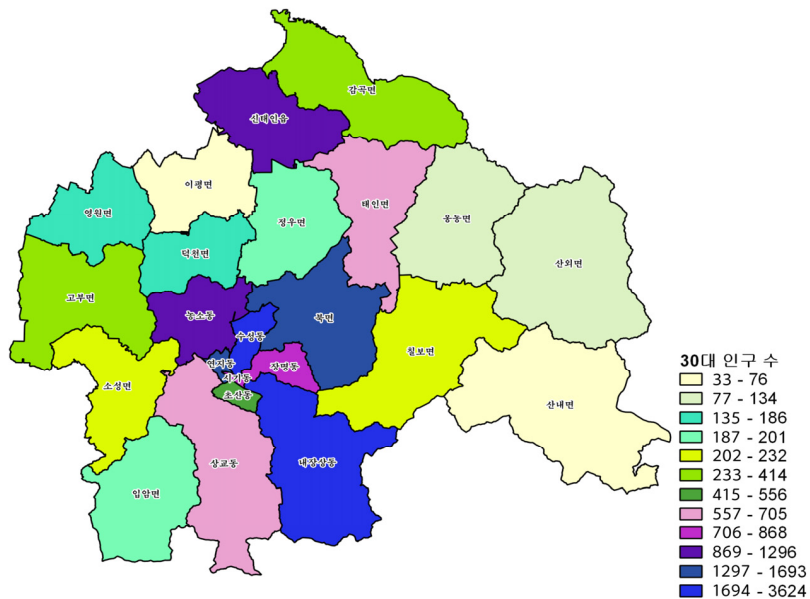 감곡면
신태인읍
이평면
태인면
영원면
정우면
옹동면
덕천면
산외면
고부면
농소동
북면
수성동
칠보면
연지동
장명동
시기동
소성면
초산동
산내면
상교동
내장상동
입암면
30대 인구 수
33 - 76
77 - 134
135 - 186
187 - 201
202 - 232
233 - 414
415 - 556
557 - 705
706 - 868
869 - 1296
1297 - 1693
1694 - 3624